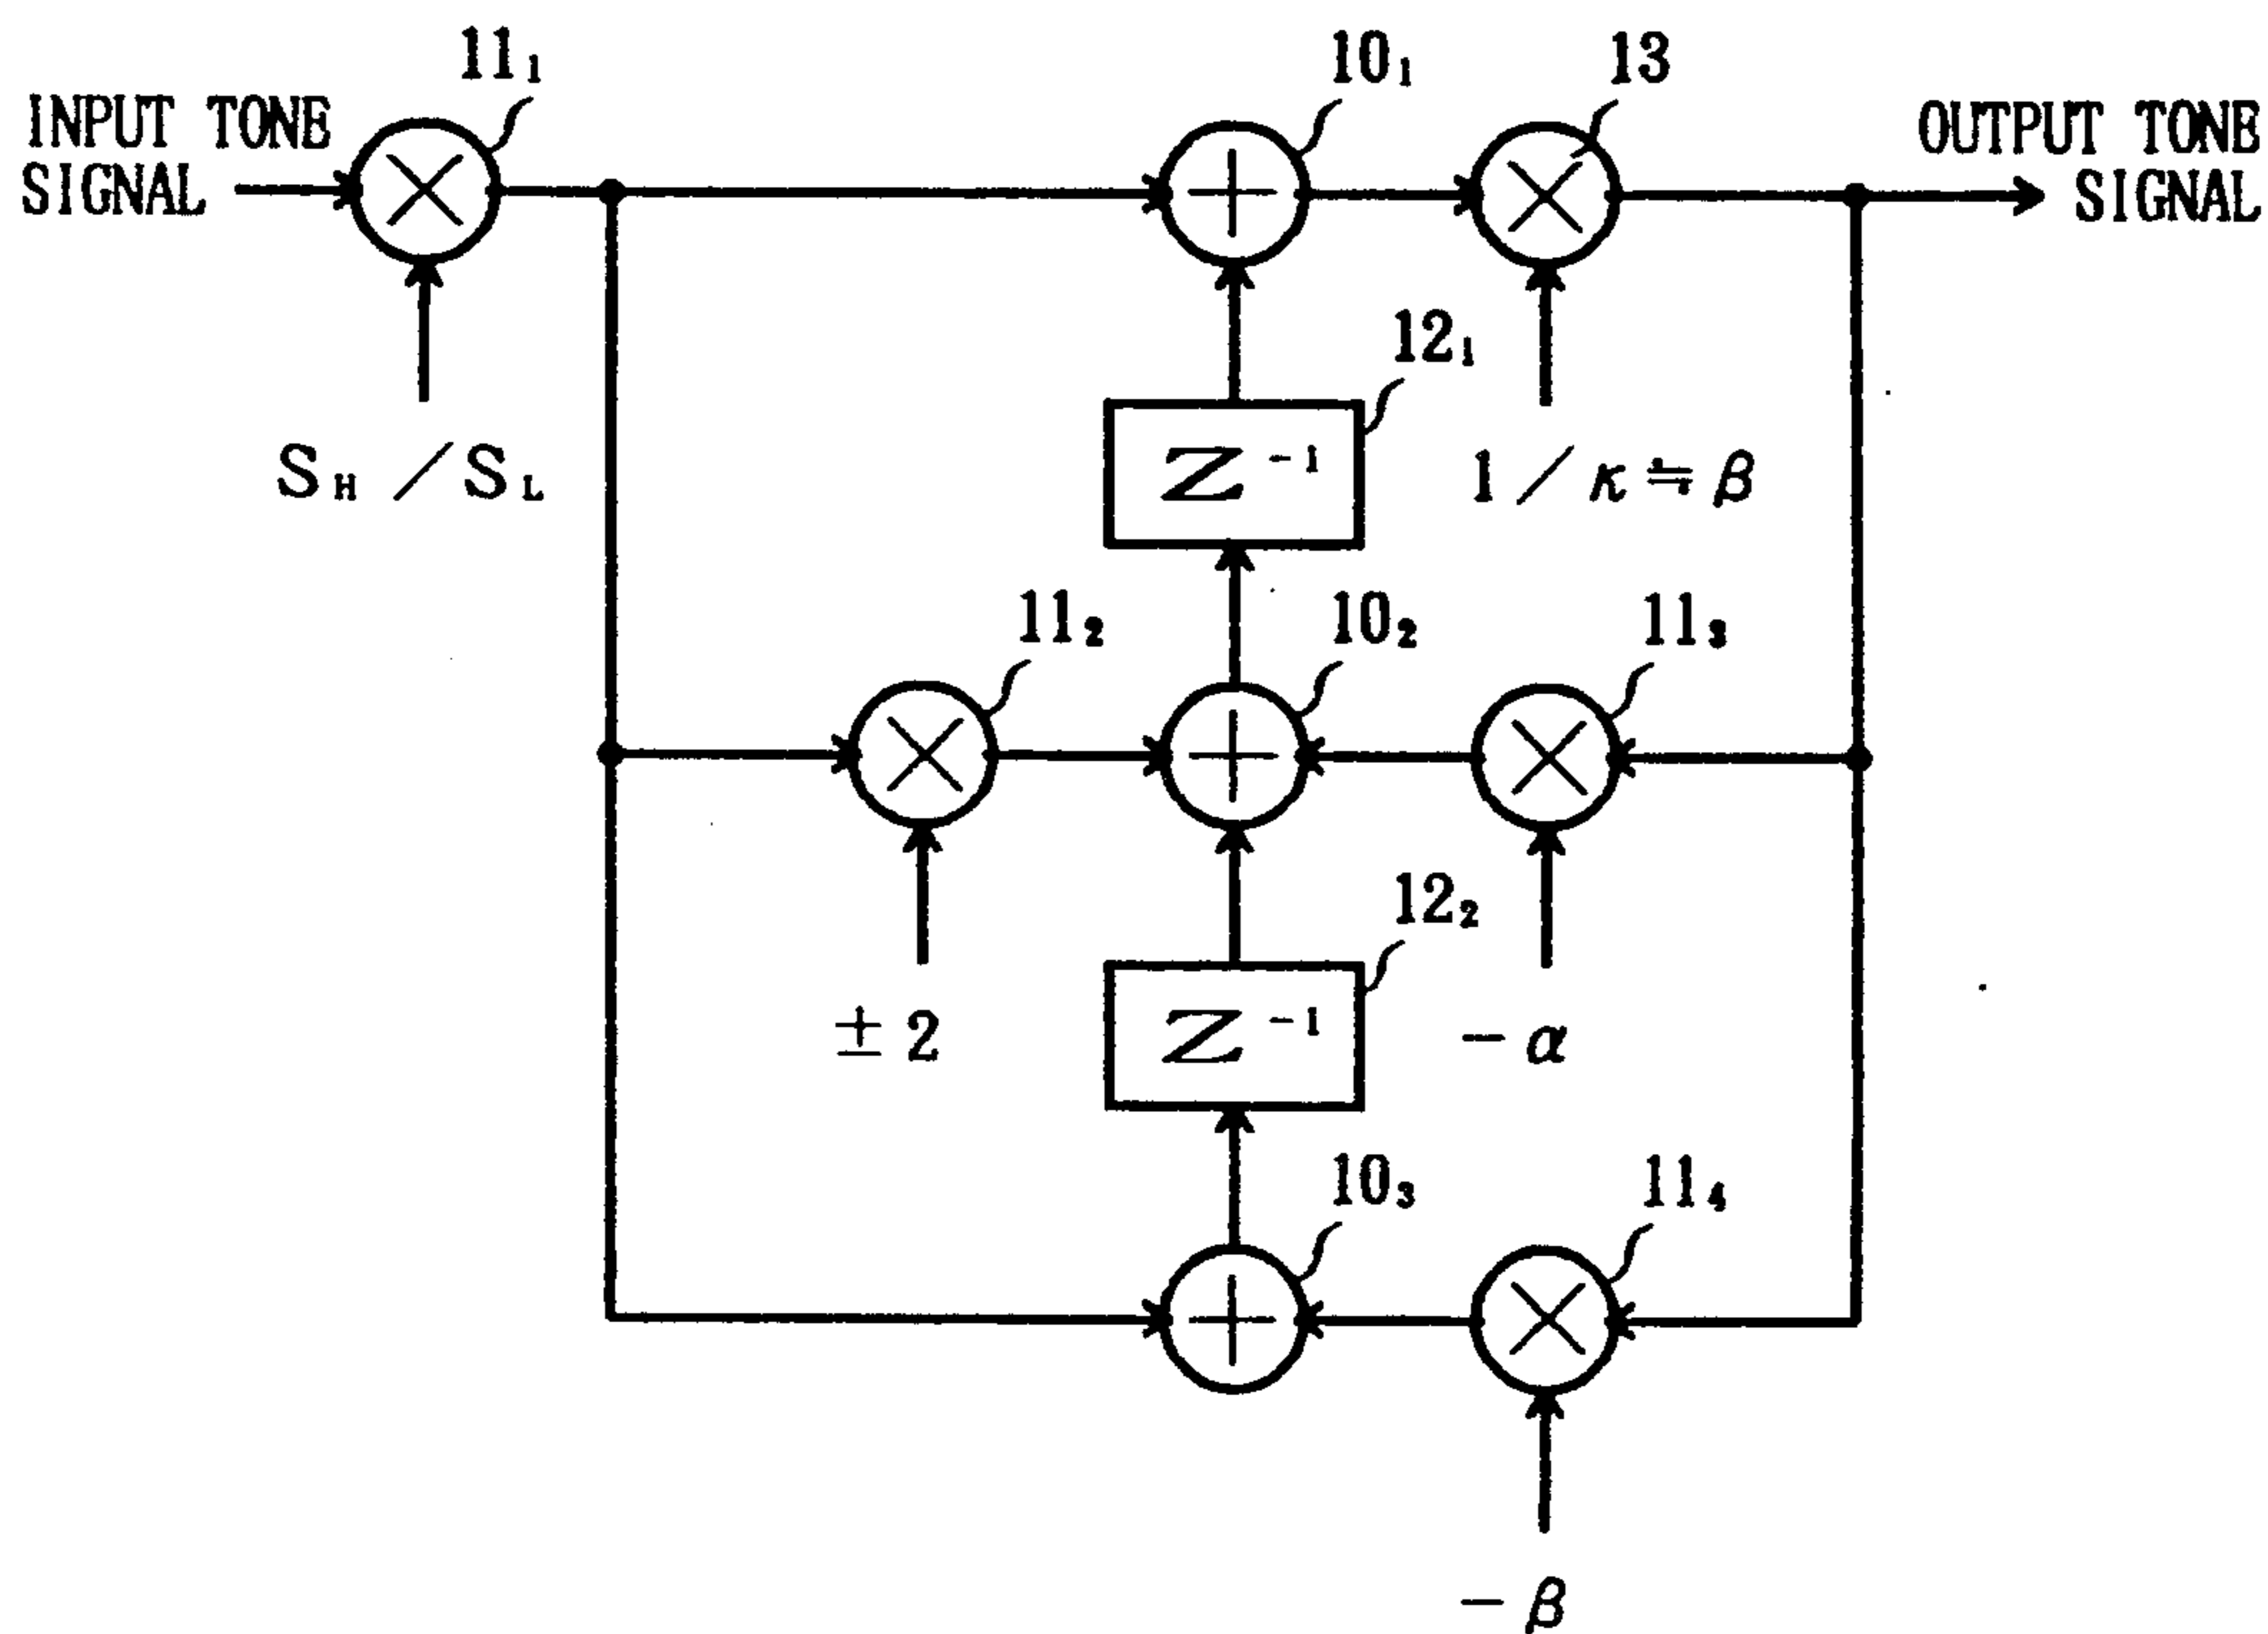 11₁
10₁
13
INPUT TONE
SIGNAL
OUTPUT TONE
SIGNAL
12₁
S_H／S_L
Z⁻¹
1／κ≒β
11₂
10₂
11₃
12₂
±2
Z⁻¹
−α
10₃
11₄
−β